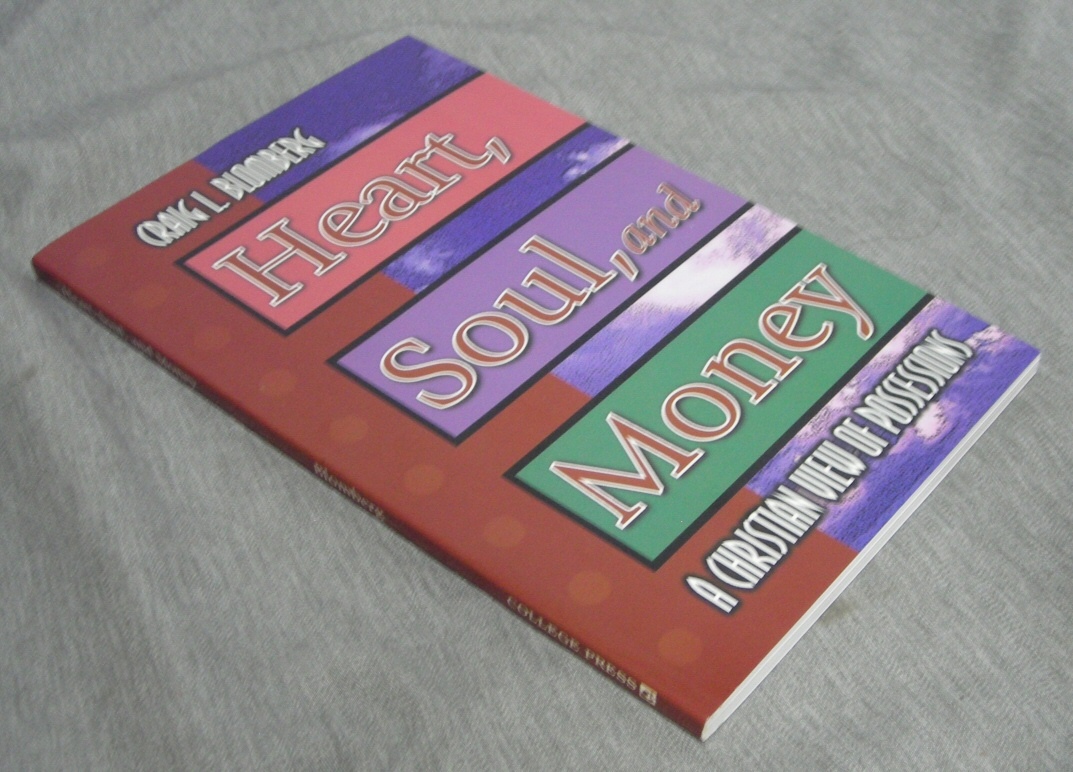 CRAIG L. BLOMBERG
Heart,
Soul, and
Money
A CHRISTIAN VIEW OF POSSESSIONS
Blomberg
COLLEGE PRESS